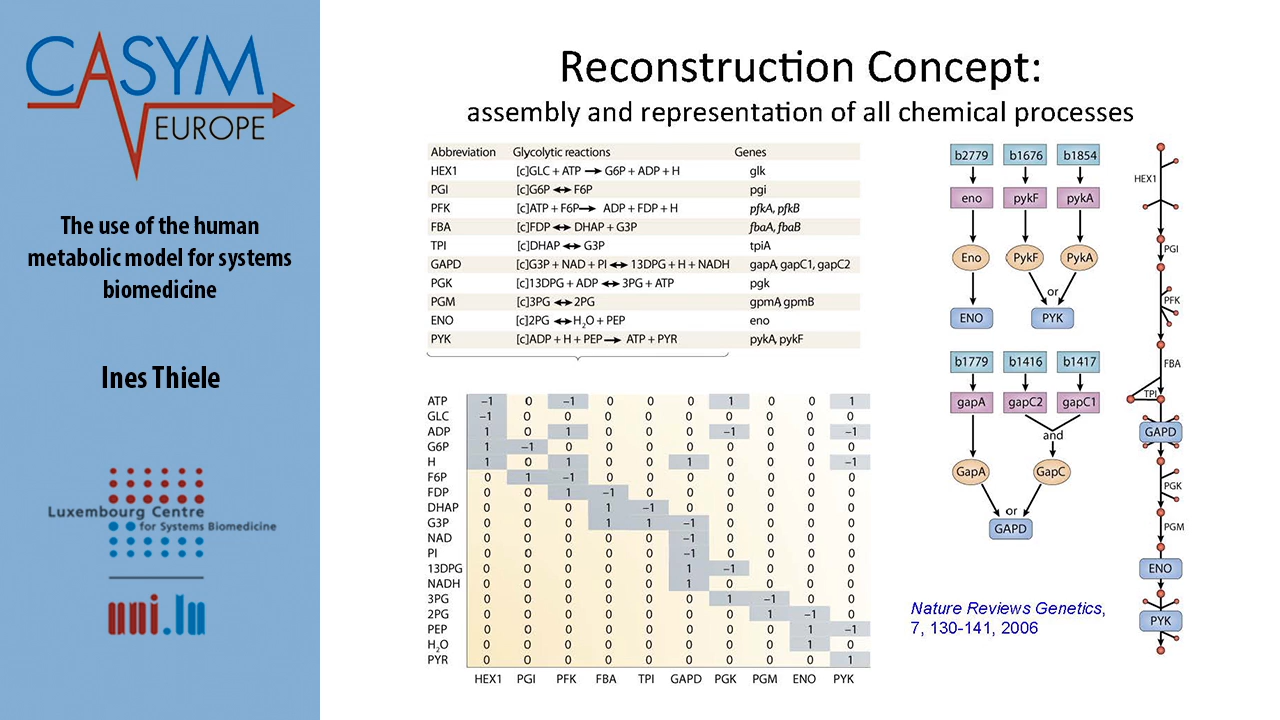 CASYM
EUROPE
The use of the human
metabolic model for systems
biomedicine
Ines Thiele
Luxembourg Centre
for Systems Biomedicine
uni.lu
Reconstruction Concept:
assembly and representation of all chemical processes
Abbreviation Glycolytic reactions Genes
HEX1 [c]GLC + ATP → G6P + ADP + H glk
PGI [c]G6P ↔ F6P pgi
PFK [c]ATP + F6P → ADP + FDP + H pfkA, pfkB
FBA [c]FDP ↔ DHAP + G3P fbaA, fbaB
TPI [c]DHAP ↔ G3P tpiA
GAPD [c]G3P + NAD + PI ↔ 13DPG + H + NADH gapA, gapC1, gapC2
PGK [c]13DPG + ADP ↔ 3PG + ATP pgk
PGM [c]3PG ↔ 2PG gpmA, gpmB
ENO [c]2PG ↔ H₂O + PEP eno
PYK [c]ADP + H + PEP → ATP + PYR pykA, pykF
ATP –1 0 –1 0 0 0 1 0 0 1
GLC –1 0 0 0 0 0 0 0 0 0
ADP 1 0 1 0 0 0 –1 0 0 –1
G6P 1 –1 0 0 0 0 0 0 0 0
H 1 0 1 0 0 1 0 0 0 –1
F6P 0 1 –1 0 0 0 0 0 0 0
FDP 0 0 1 –1 0 0 0 0 0 0
DHAP 0 0 0 1 –1 0 0 0 0 0
G3P 0 0 0 1 1 –1 0 0 0 0
NAD 0 0 0 0 0 –1 0 0 0 0
PI 0 0 0 0 0 –1 0 0 0 0
13DPG 0 0 0 0 0 1 –1 0 0 0
NADH 0 0 0 0 0 1 0 0 0 0
3PG 0 0 0 0 0 0 1 –1 0 0
2PG 0 0 0 0 0 0 0 1 –1 0
PEP 0 0 0 0 0 0 0 0 1 –1
H₂O 0 0 0 0 0 0 0 0 1 0
PYR 0 0 0 0 0 0 0 0 0 1
HEX1 PGI PFK FBA TPI GAPD PGK PGM ENO PYK
b2779 b1676 b1854
eno pykF pykA
Eno PykF PykA
or
ENO PYK
b1779 b1416 b1417
gapA gapC2 gapC1
and
GapA GapC
or
GAPD
Nature Reviews Genetics,
7, 130-141, 2006
HEX1
PGI
PFK
FBA
TPI
GAPD
PGK
PGM
ENO
PYK